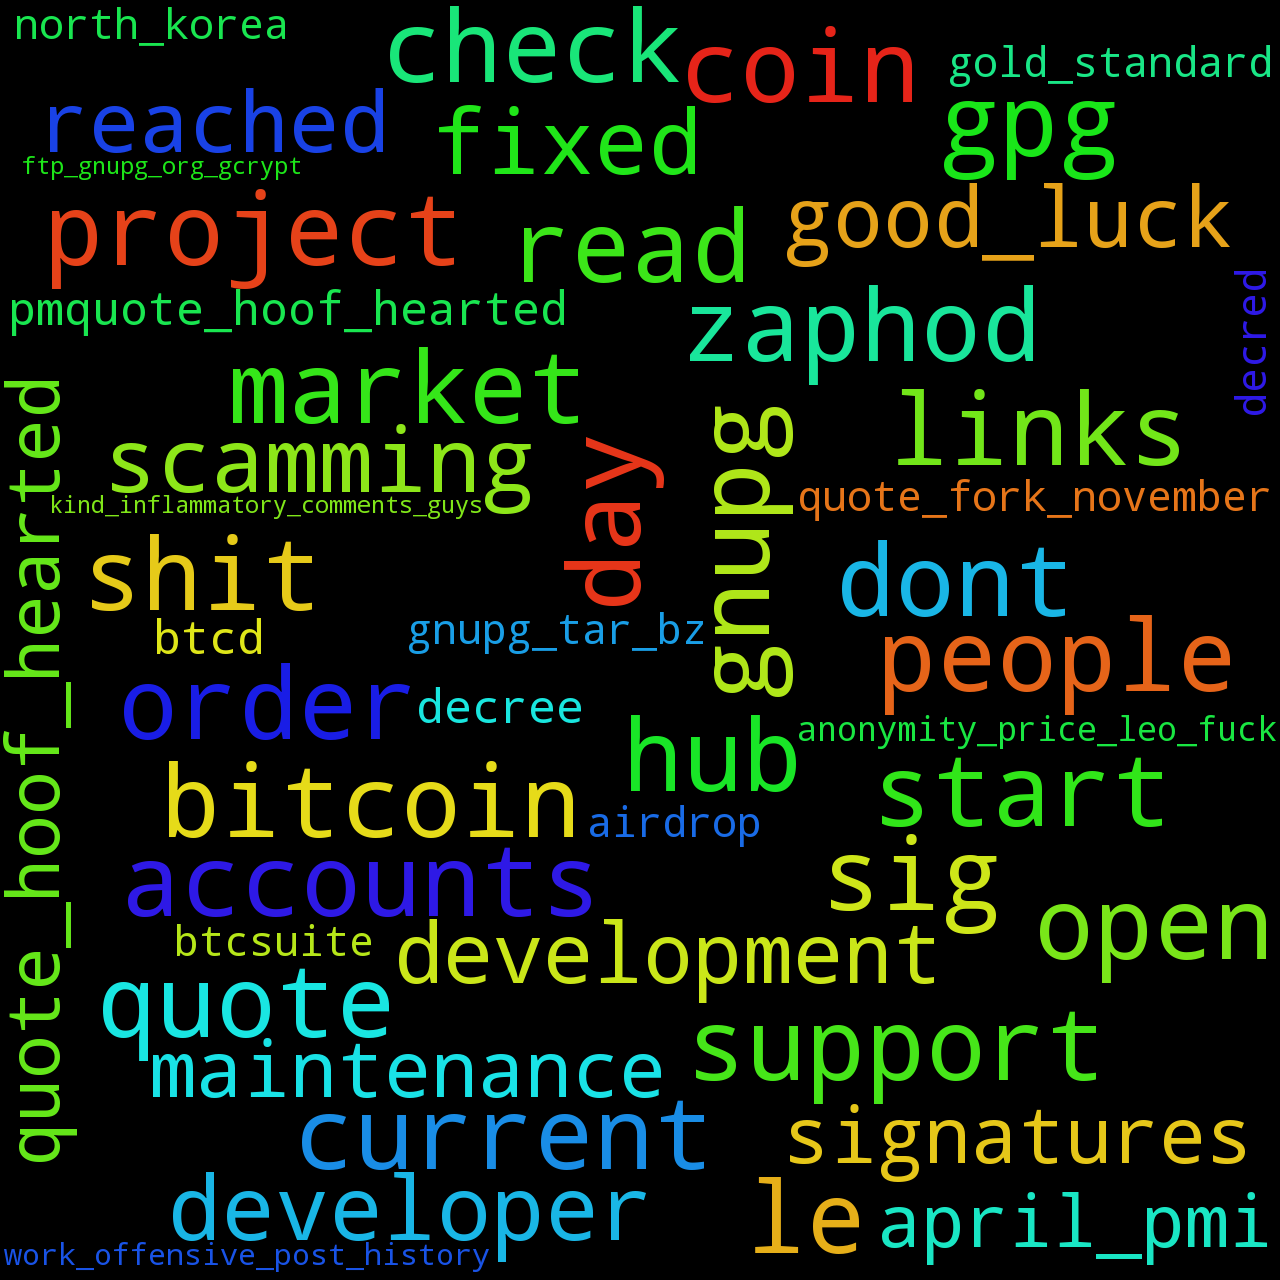 north_korea
check
coin
gold_standard
reached
fixed
gpg
ftp_gnupg_org_gcrypt
project
read
good_luck
pmquote_hoof_hearted
zaphod
decred
market
links
scamming
day
gnupg
quote_hoof_hearted
kind_inflammatory_comments_guys
quote_fork_november
shit
dont
btcd
gnupg_tar_bz
people
order
decree
hub
anonymity_price_leo_fuck
bitcoin
start
airdrop
accounts
sig
btcsuite
development
open
quote
support
maintenance
current
signatures
developer
le
april_pmi
work_offensive_post_history